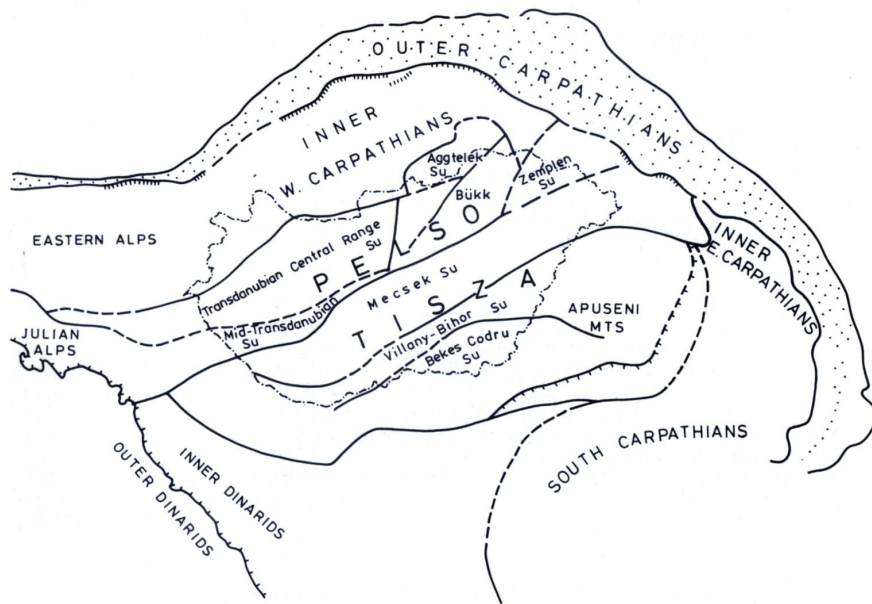 OUTER CARPATHIANS
INNER
W. CARPATHIANS
Aggtelek
Su
Bükk
Zemplen
Su
EASTERN ALPS
Transdanubian Central Range
Su
PELSO
INNER
E. CARPATHIANS
Mecsek Su
TISZA
JULIAN
ALPS
Mid-Transdanubian
Su
Villany-Bihor Su
Bekes Codru
Su
APUSENI
MTS
SOUTH CARPATHIANS
INNER DINARIDS
OUTER DINARIDS